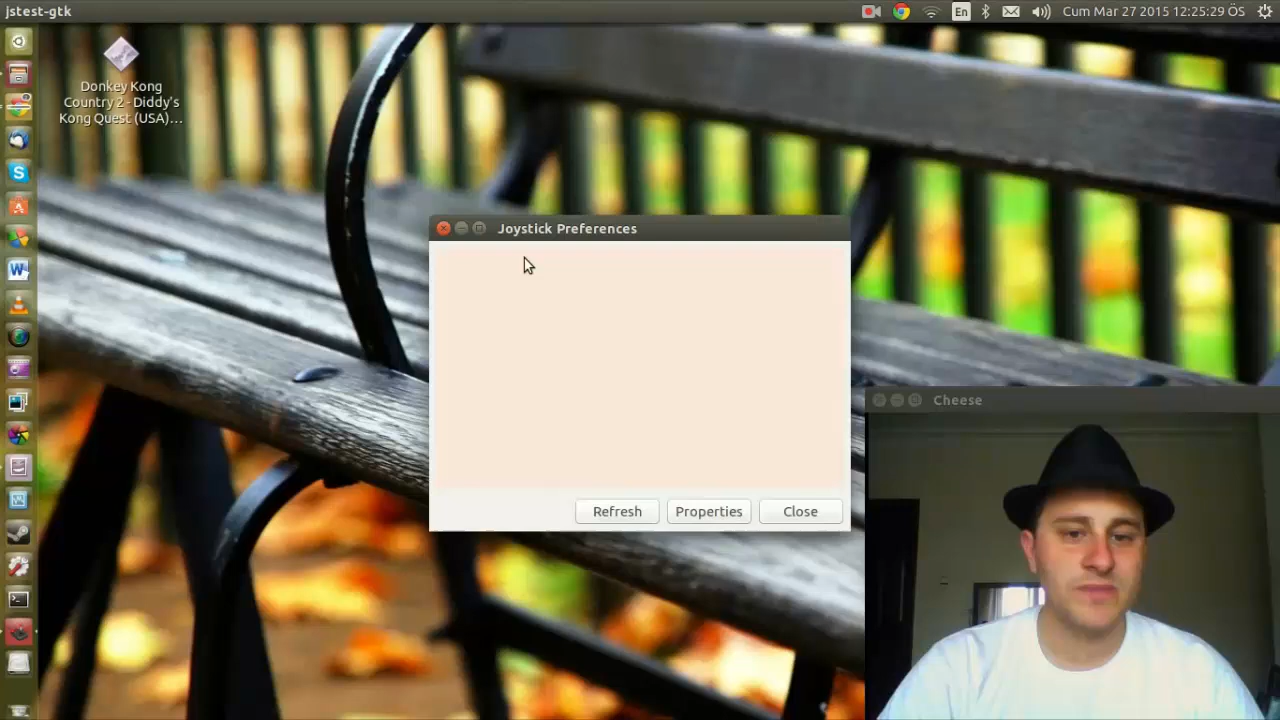 jstest-gtk
En
Cum Mar 27 2015 12:25:29 ÖS
Donkey Kong
Country 2 - Diddy's
Kong Quest (USA)...
Joystick Preferences
Refresh
Properties
Close
Cheese
S
W